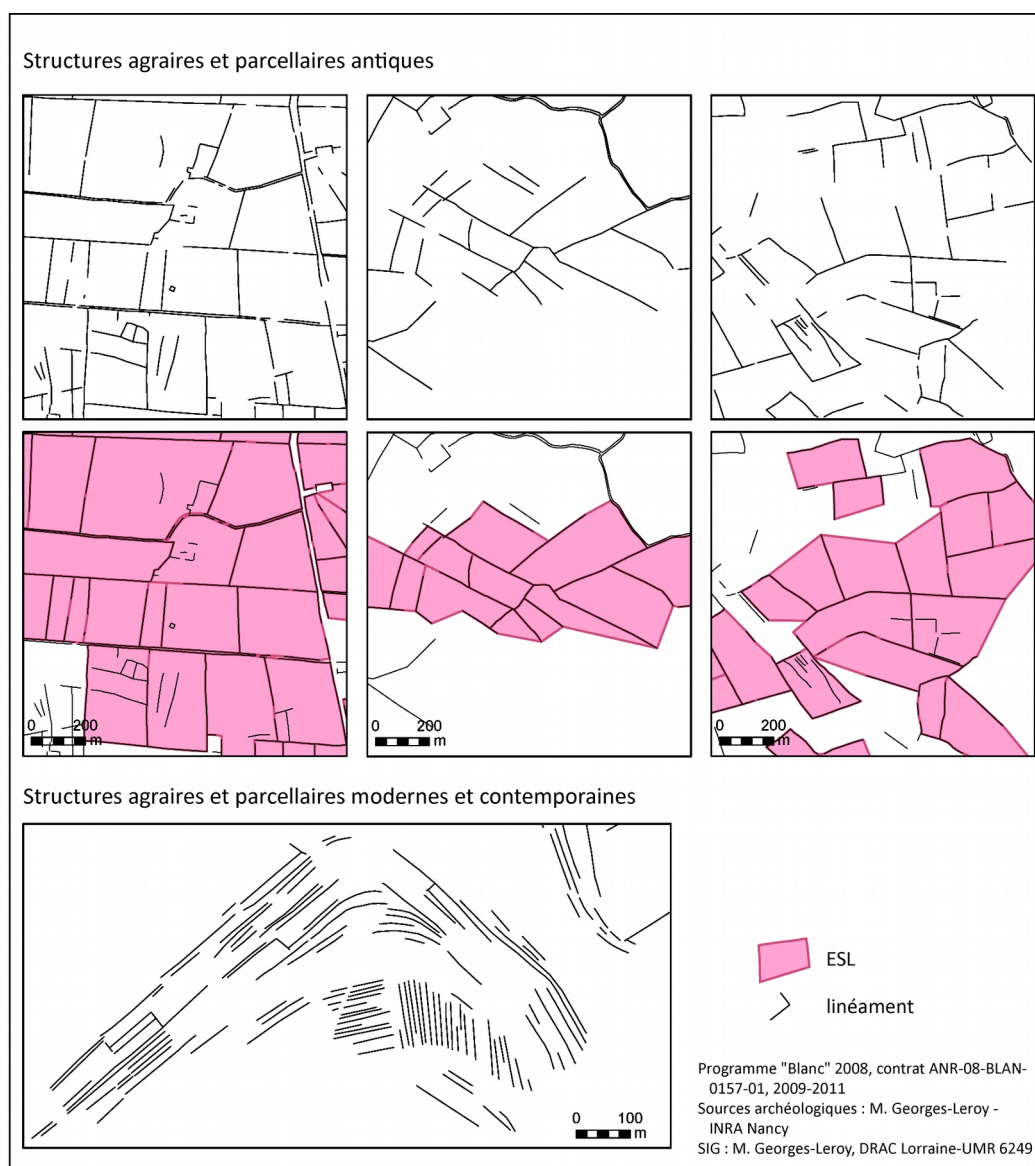 Structures agraires et parcellaires antiques
0 200
m
0 200
m
0 200
m
Structures agraires et parcellaires modernes et contemporaines
0 100
m
ESL
linéament
Programme "Blanc" 2008, contrat ANR-08-BLAN-
0157-01, 2009-2011
Sources archéologiques : M. Georges-Leroy -
INRA Nancy
SIG : M. Georges-Leroy, DRAC Lorraine-UMR 6249